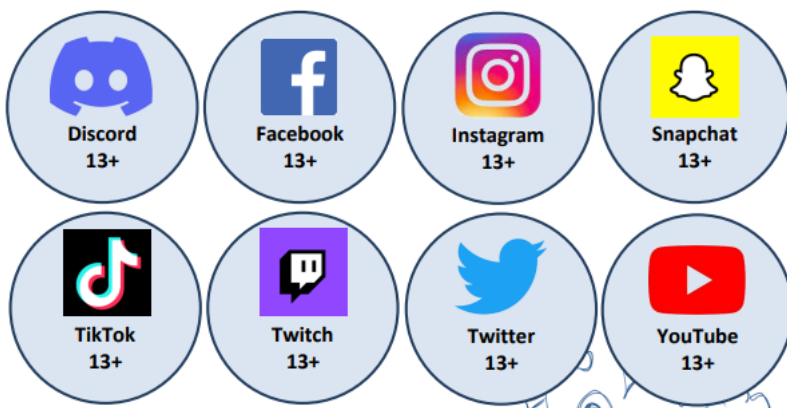 Discord
13+
Facebook
13+
Instagram
13+
Snapchat
13+
TikTok
13+
Twitch
13+
Twitter
13+
YouTube
13+